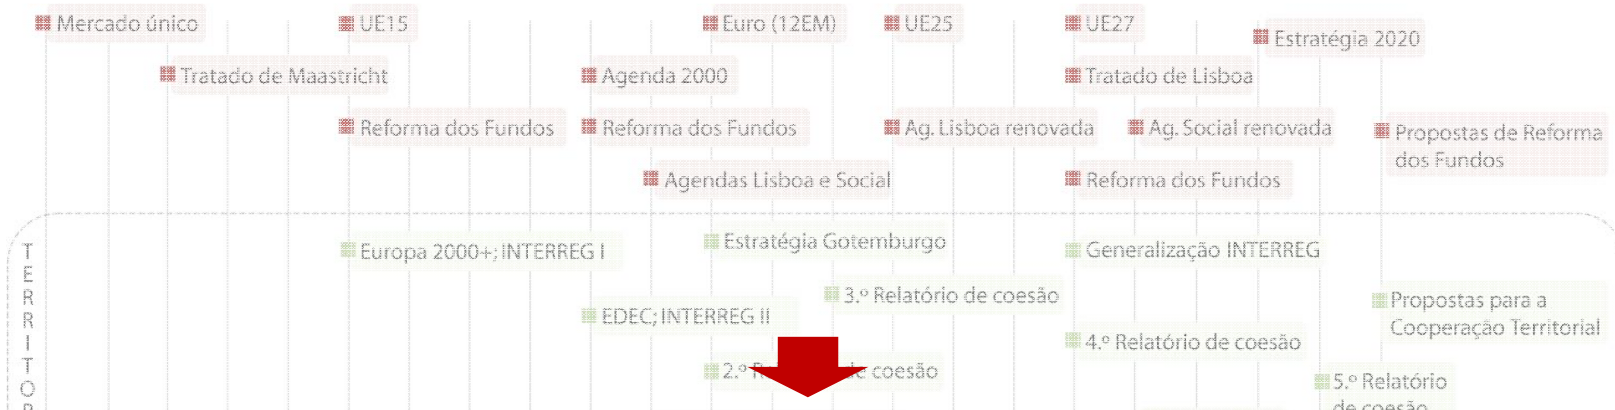 Mercado único
UE15
Euro (12EM)
UE25
UE27
Estratégia 2020
Tratado de Maastricht
Agenda 2000
Tratado de Lisboa
Reforma dos Fundos
Reforma dos Fundos
Ag. Lisboa renovada
Ag. Social renovada
Propostas de Reforma
dos Fundos
Agendas Lisboa e Social
Reforma dos Fundos
TERRITOR
Europa 2000+; INTERREG I
Estratégia Gotemburgo
Generalização INTERREG
3.º Relatório de coesão
Propostas para a
Cooperação Territorial
EDEC; INTERREG II
4.º Relatório de coesão
2.º de coesão
5.º Relatório
de coesão